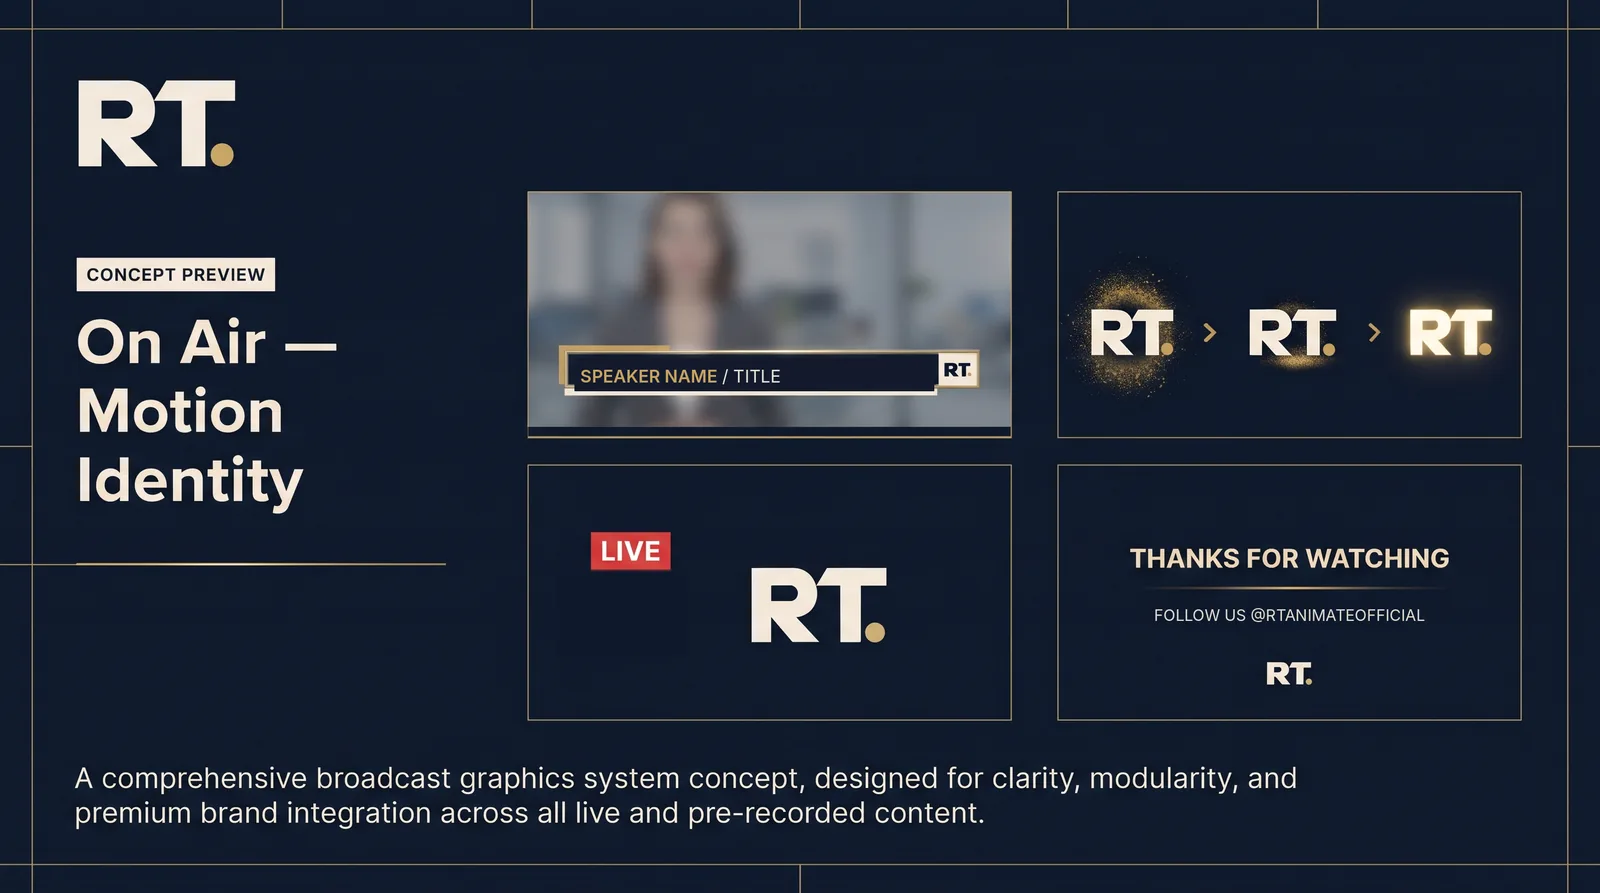 RT.
CONCEPT PREVIEW
On Air —
Motion
Identity
SPEAKER NAME / TITLE
RT.
RT. > RT. > RT.
LIVE
RT.
THANKS FOR WATCHING
FOLLOW US @RTANIMATEOFFICIAL
RT.
A comprehensive broadcast graphics system concept, designed for clarity, modularity, and
premium brand integration across all live and pre-recorded content.